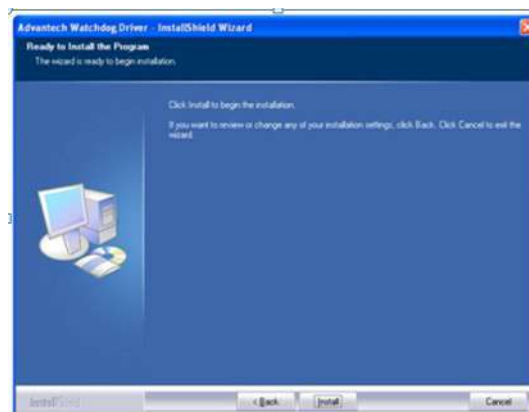 Advantech Watchdog Driver - InstallShield Wizard
Ready to Install the Program
The wizard is ready to begin installation.
Click Install to begin the installation.
If you want to review or change any of your installation settings, click Back. Click Cancel to exit the
wizard.
InstallShield
< Back
Install
Cancel